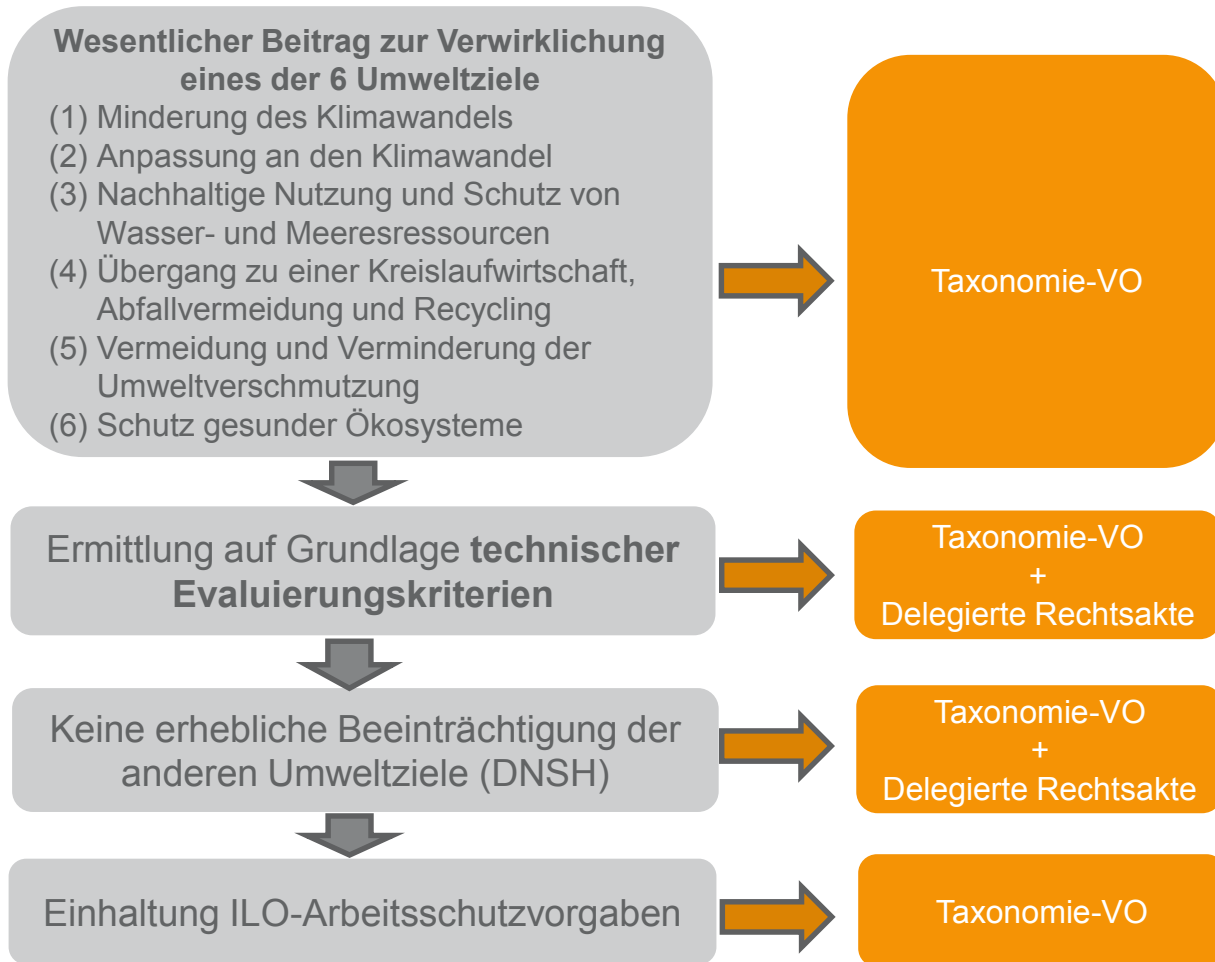 Wesentlicher Beitrag zur Verwirklichung
eines der 6 Umweltziele
(1) Minderung des Klimawandels
(2) Anpassung an den Klimawandel
(3) Nachhaltige Nutzung und Schutz von
Wasser- und Meeresressourcen
(4) Übergang zu einer Kreislaufwirtschaft,
Abfallvermeidung und Recycling
(5) Vermeidung und Verminderung der
Umweltverschmutzung
(6) Schutz gesunder Ökosysteme
Taxonomie-VO
Ermittlung auf Grundlage technischer
Evaluierungskriterien
Taxonomie-VO
+
Delegierte Rechtsakte
Keine erhebliche Beeinträchtigung der
anderen Umweltziele (DNSH)
Taxonomie-VO
+
Delegierte Rechtsakte
Einhaltung ILO-Arbeitsschutzvorgaben
Taxonomie-VO